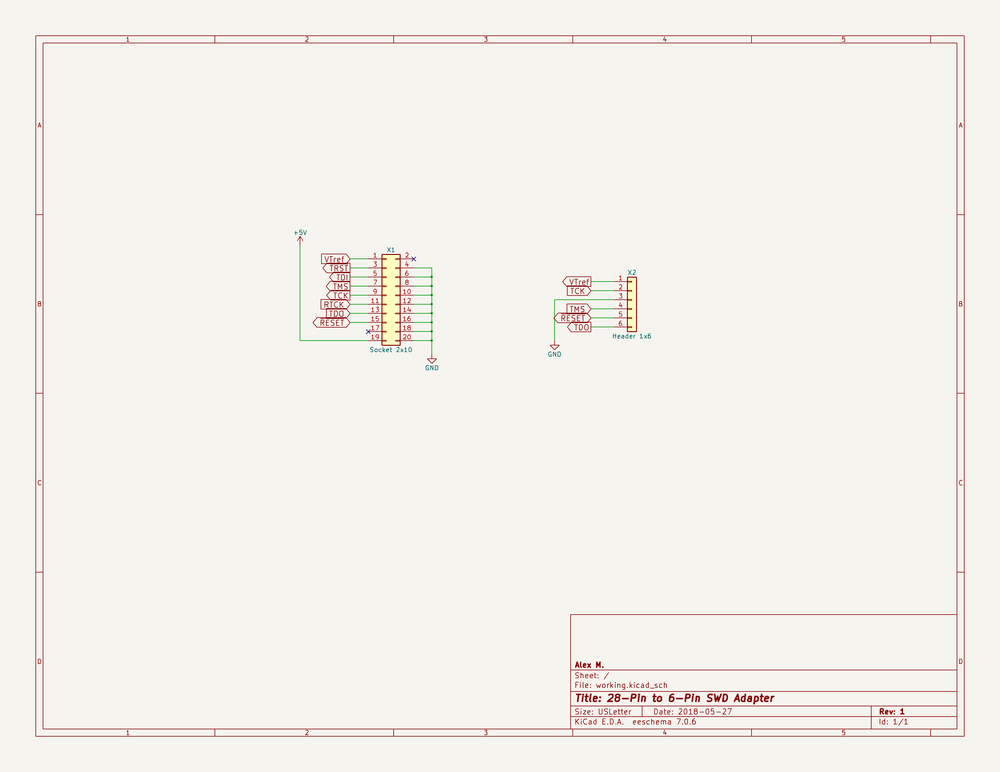 1 2 3 4 5
A A
+5V
X1
VTref 1 2
TRST 3 4
TDI 5 6
TMS 7 8
TCK 9 10
RTCK 11 12
TDO 13 14
RESET 15 16
17 18
19 20
Socket 2x10
GND
X2
VTref 1
TCK 2
3
TMS 4
RESET 5
TDO 6
Header 1x6
GND
B B
C C
D D
Alex M.
Sheet: /
File: working.kicad_sch
Title: 28-Pin to 6-Pin SWD Adapter
Size: USLetter Date: 2018-05-27 Rev: 1
KiCad E.D.A. eeschema 7.0.6 Id: 1/1
1 2 3 4 5